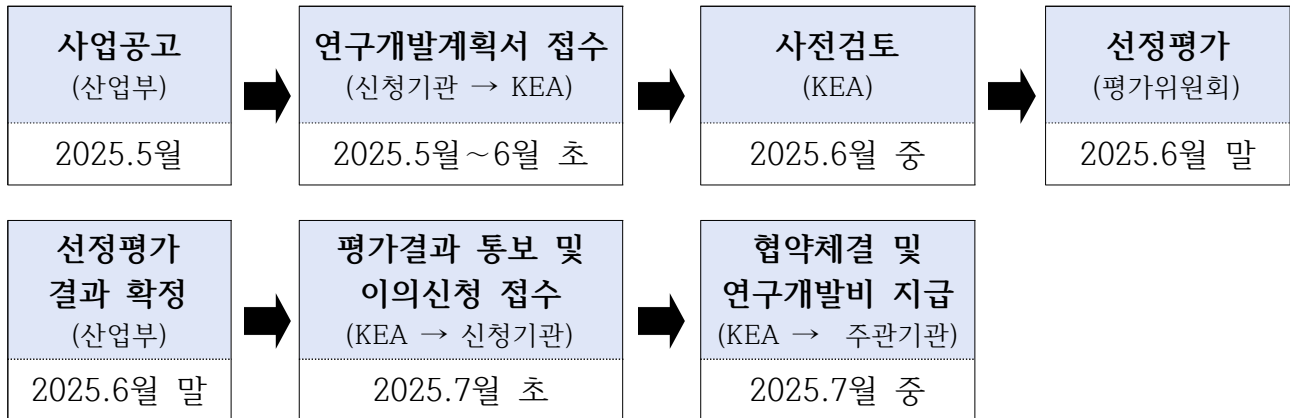 사업공고
(산업부)
2025.5월
연구개발계획서 접수
(신청기관 → KEA)
2025.5월～6월 초
사전검토
(KEA)
2025.6월 중
선정평가
(평가위원회)
2025.6월 말
선정평가
결과 확정
(산업부)
2025.6월 말
평가결과 통보 및
이의신청 접수
(KEA → 신청기관)
2025.7월 초
협약체결 및
연구개발비 지급
(KEA → 주관기관)
2025.7월 중